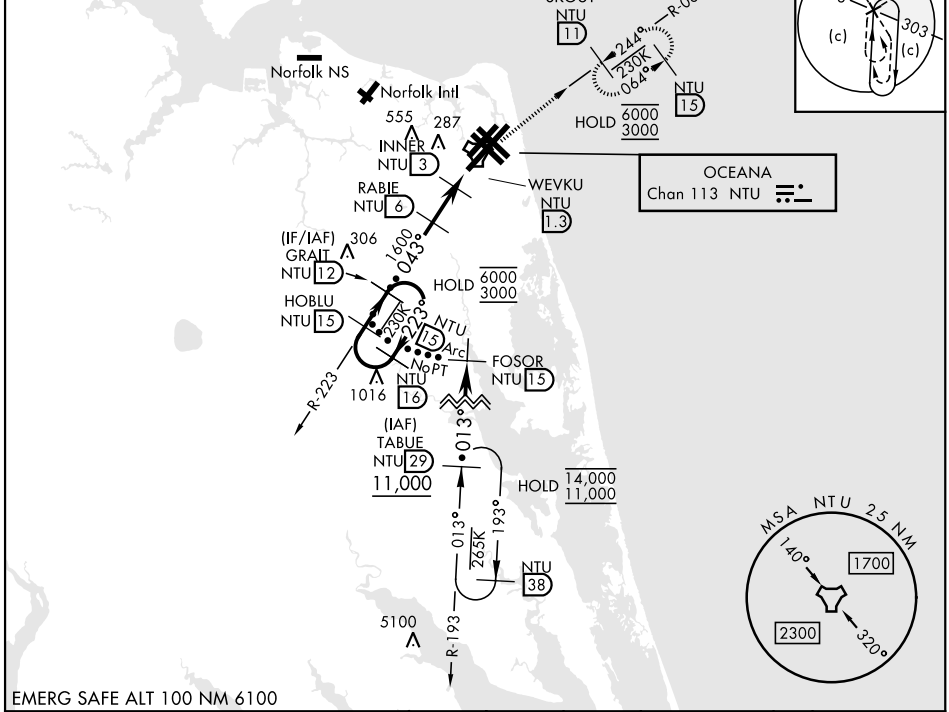 NTU
11
R-0
244°
230K
064°
NTU
15
HOLD 6000
3000
303
(c)
(c)
Norfolk NS
Norfolk Intl
555
287
INNER
NTU 3
OCEANA
Chan 113 NTU
RABIE
NTU 6
WEVKU
NTU
1.3
(IF/IAF)
GRAIT
NTU 12
306
1600
043°
HOLD 6000
3000
HOBLU
NTU 15
230K
223°
NTU
15
Arc
NoPT
FOSOR
NTU 15
R-223
1016
NTU
16
(IAF)
TABUE
NTU 29
11,000
013°
HOLD 14,000
11,000
013°
193°
265K
NTU
38
5100
R-193
MSA NTU 25 NM
140°
1700
2300
320°
EMERG SAFE ALT 100 NM 6100